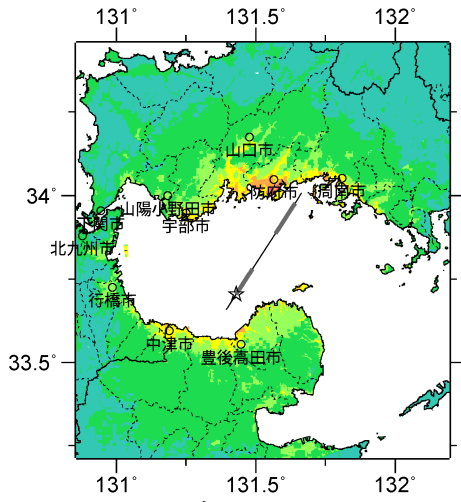 131° 131.5° 132°
山口市
34° 防府市 周南市
山陽小野田市
下関市 宇部市
北九州市
行橋市
中津市
33.5° 豊後高田市
131° 131.5° 132°